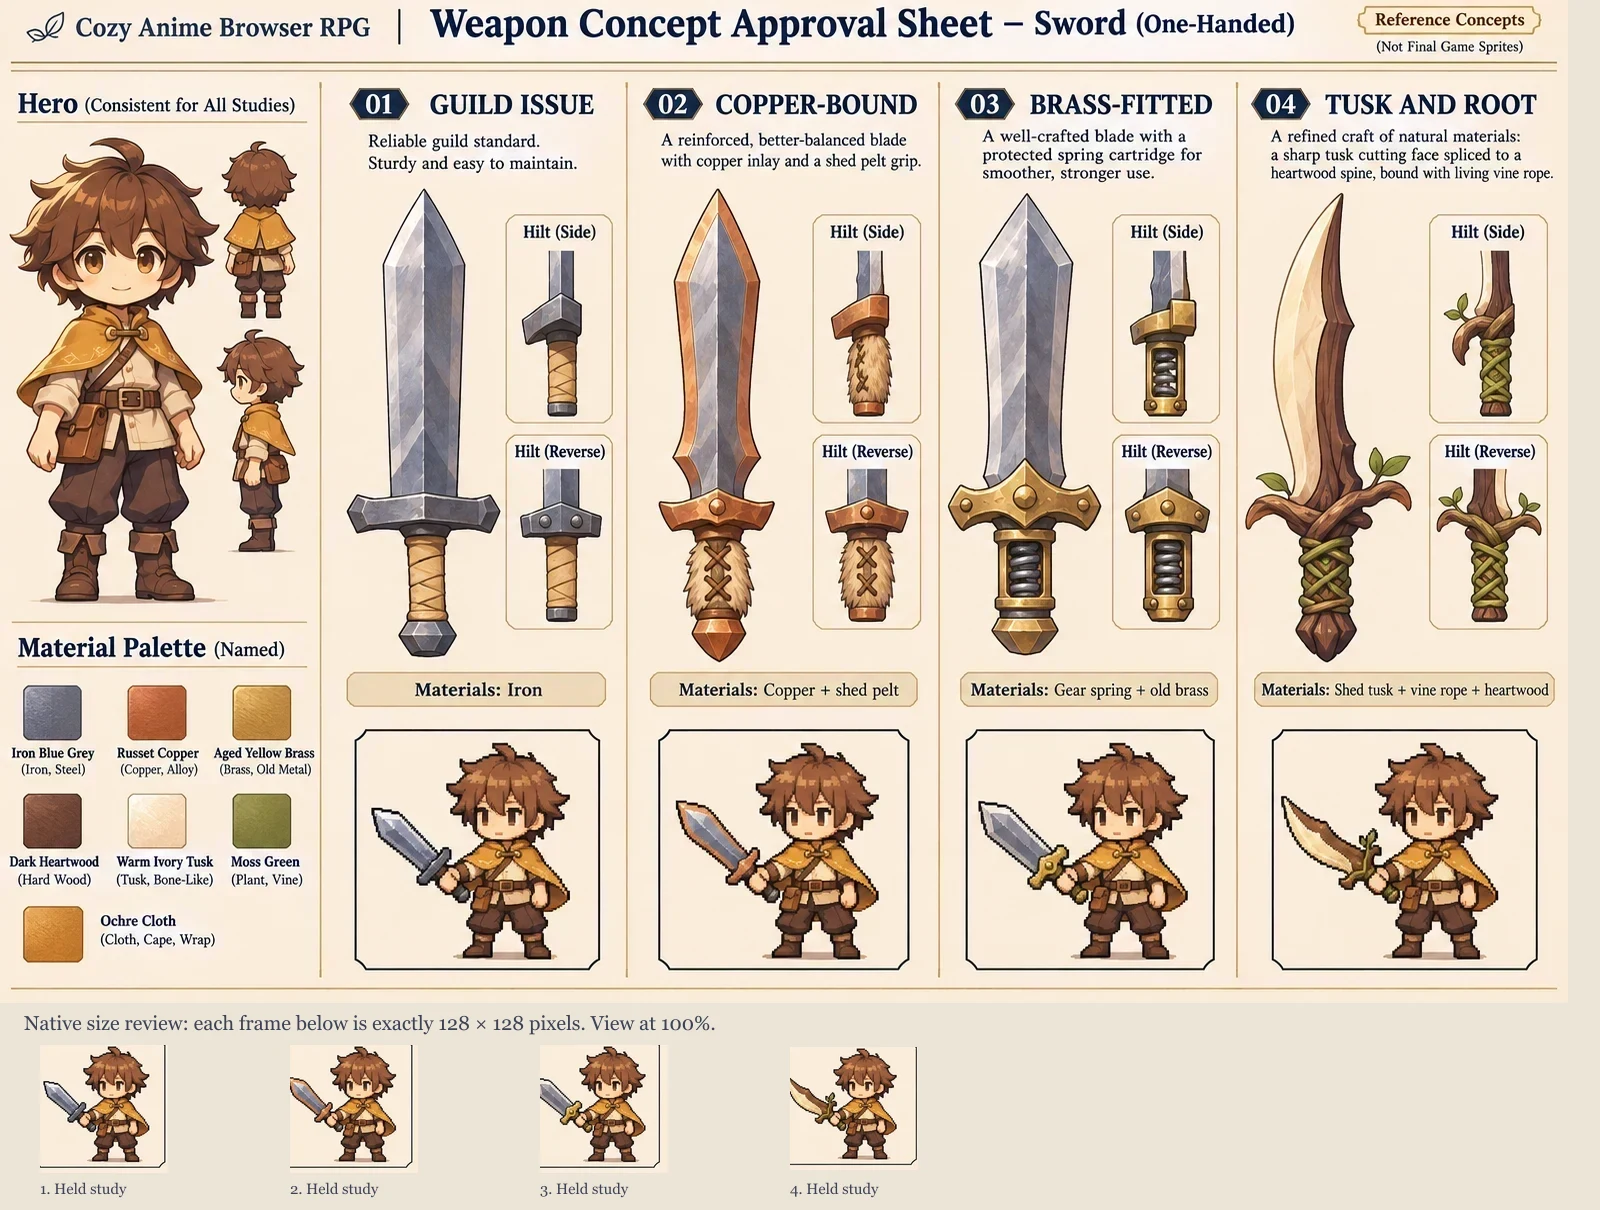 Cozy Anime Browser RPG
Weapon Concept Approval Sheet – Sword (One-Handed)
Reference Concepts
(Not Final Game Sprites)
Hero (Consistent for All Studies)
Material Palette (Named)
Iron Blue Grey
(Iron, Steel)
Russet Copper
(Copper, Alloy)
Aged Yellow Brass
(Brass, Old Metal)
Dark Heartwood
(Hard Wood)
Warm Ivory Tusk
(Tusk, Bone-Like)
Moss Green
(Plant, Vine)
Ochre Cloth
(Cloth, Cape, Wrap)
01 GUILD ISSUE
Reliable guild standard.
Sturdy and easy to maintain.
Hilt (Side)
Hilt (Reverse)
Materials: Iron
02 COPPER-BOUND
A reinforced, better-balanced blade
with copper inlay and a shed pelt grip.
Hilt (Side)
Hilt (Reverse)
Materials: Copper + shed pelt
03 BRASS-FITTED
A well-crafted blade with a
protected spring cartridge for
smoother, stronger use.
Hilt (Side)
Hilt (Reverse)
Materials: Gear spring + old brass
04 TUSK AND ROOT
A refined craft of natural materials:
a sharp tusk cutting face spliced to a
heartwood spine, bound with living vine rope.
Hilt (Side)
Hilt (Reverse)
Materials: Shed tusk + vine rope + heartwood
Native size review: each frame below is exactly 128 × 128 pixels. View at 100%.
1. Held study
2. Held study
3. Held study
4. Held study